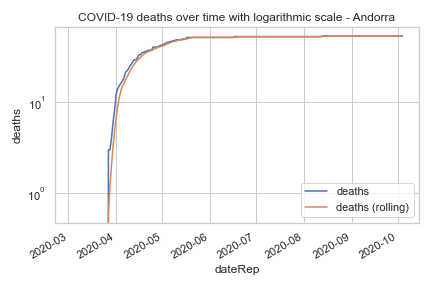 COVID-19 deaths over time with logarithmic scale - Andorra
deaths
10¹
10⁰
deaths
deaths (rolling)
2020-03
2020-04
2020-05
2020-06
2020-07
2020-08
2020-09
2020-10
dateRep